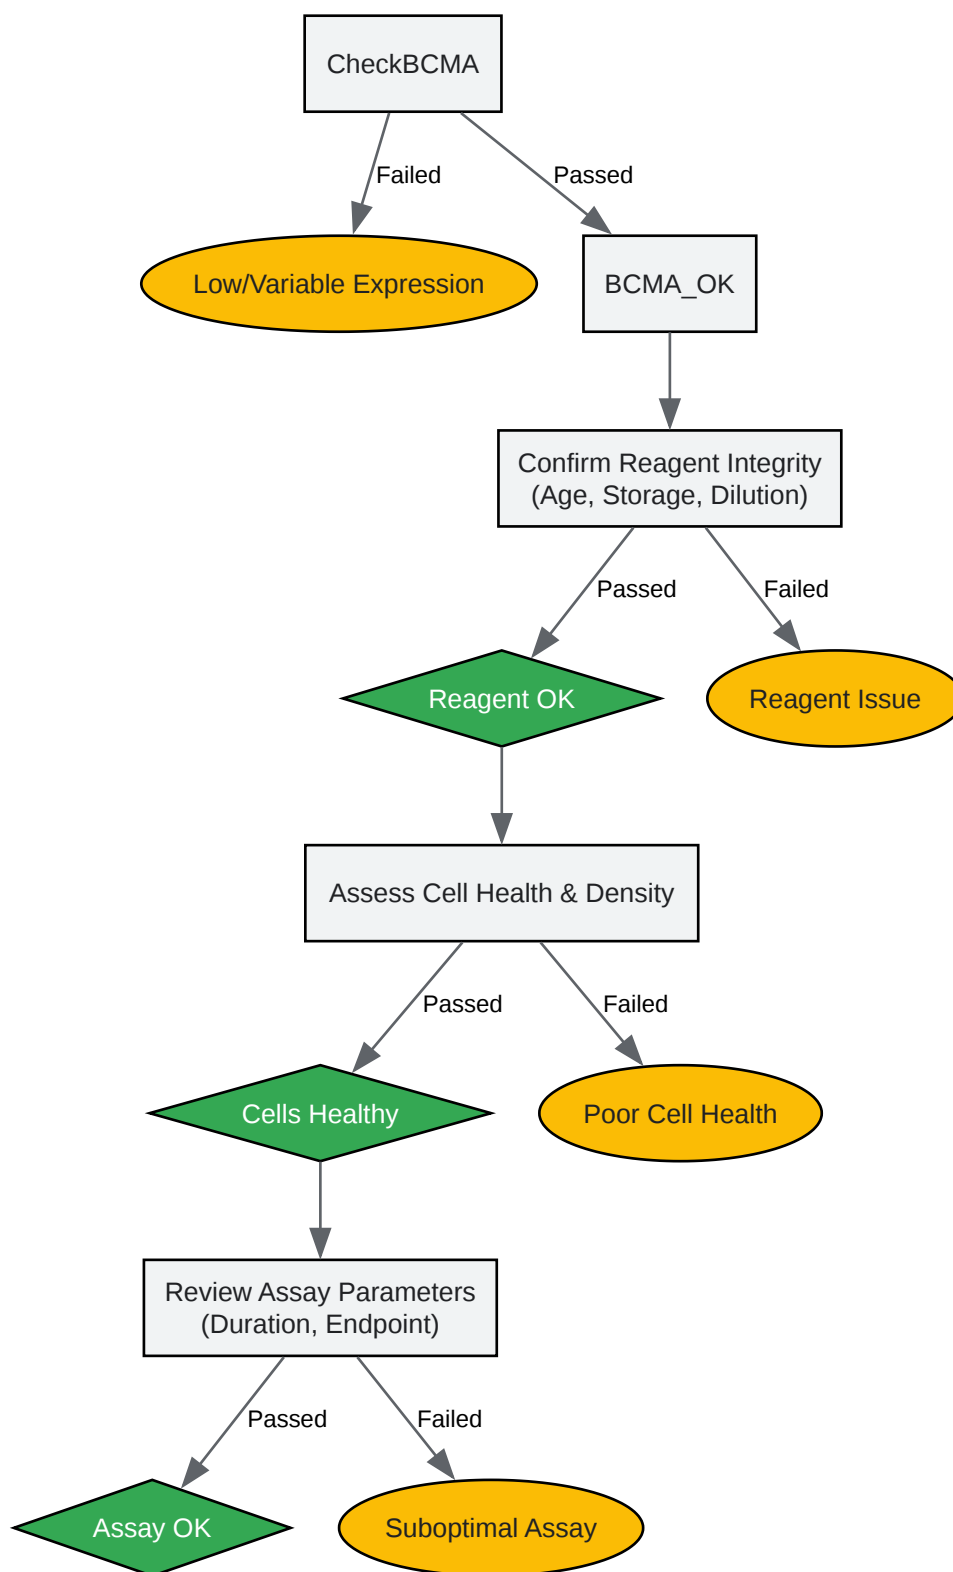 CheckBCMA
Failed
Passed
Low/Variable Expression
BCMA_OK
Confirm Reagent Integrity
(Age, Storage, Dilution)
Passed
Failed
Reagent OK
Reagent Issue
Assess Cell Health & Density
Passed
Failed
Cells Healthy
Poor Cell Health
Review Assay Parameters
(Duration, Endpoint)
Passed
Failed
Assay OK
Suboptimal Assay